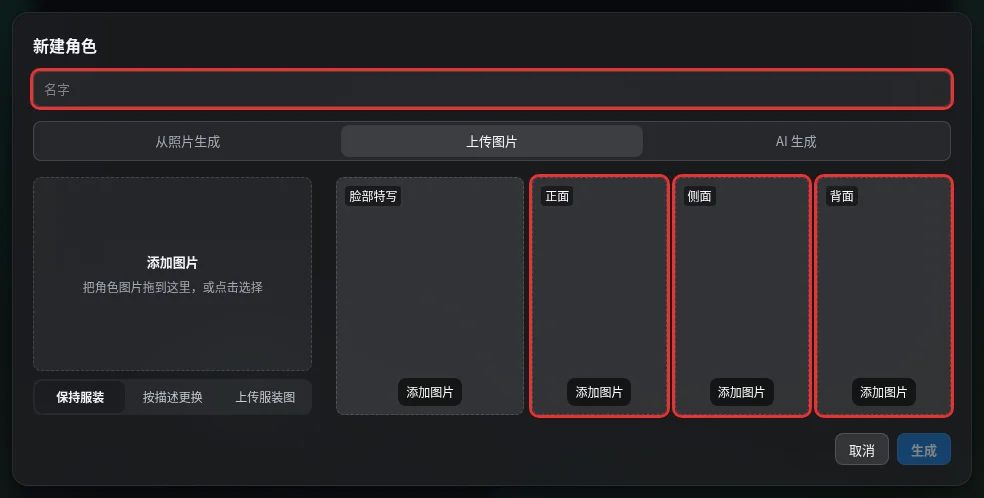 新建角色
名字
从照片生成
上传图片
AI 生成
添加图片
把角色图片拖到这里，或点击选择
保持服装
按描述更换
上传服装图
脸部特写
添加图片
正面
添加图片
侧面
添加图片
背面
添加图片
取消
生成